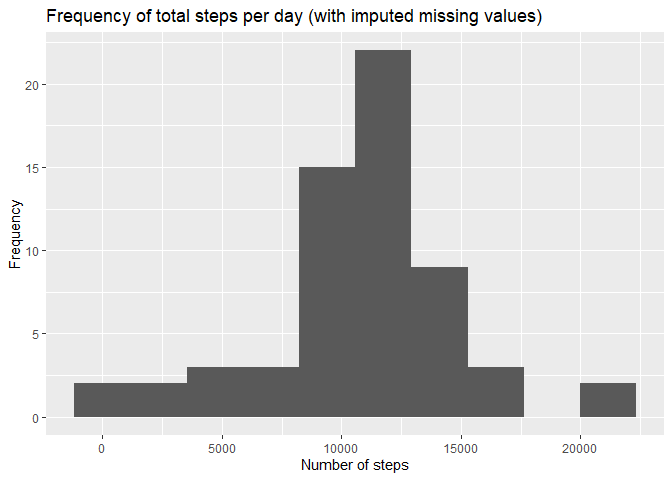 Frequency of total steps per day (with imputed missing values)
20
15
10
5
0
Frequency
0 5000 10000 15000 20000
Number of steps